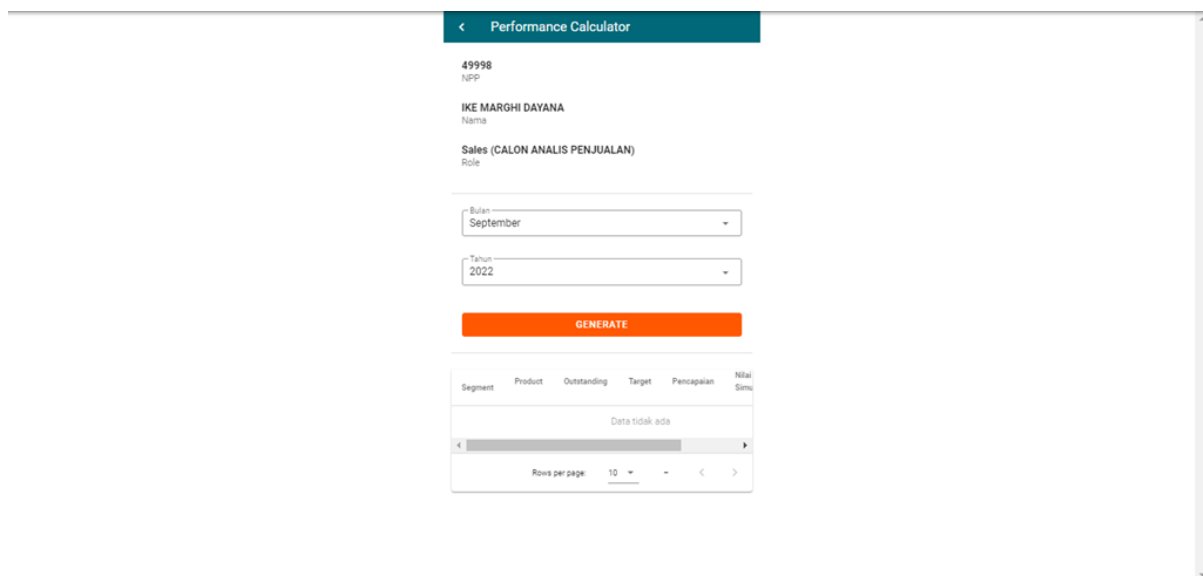 Performance Calculator
49998
NPP
IKE MARGHI DAYANA
Nama
Sales (CALON ANALIS PENJUALAN)
Role
Bulan
September
Tahun
2022
GENERATE
Segment Product Outstanding Target Pencapaian Nilai
Simu
Data tidak ada
Rows per page: 10 -